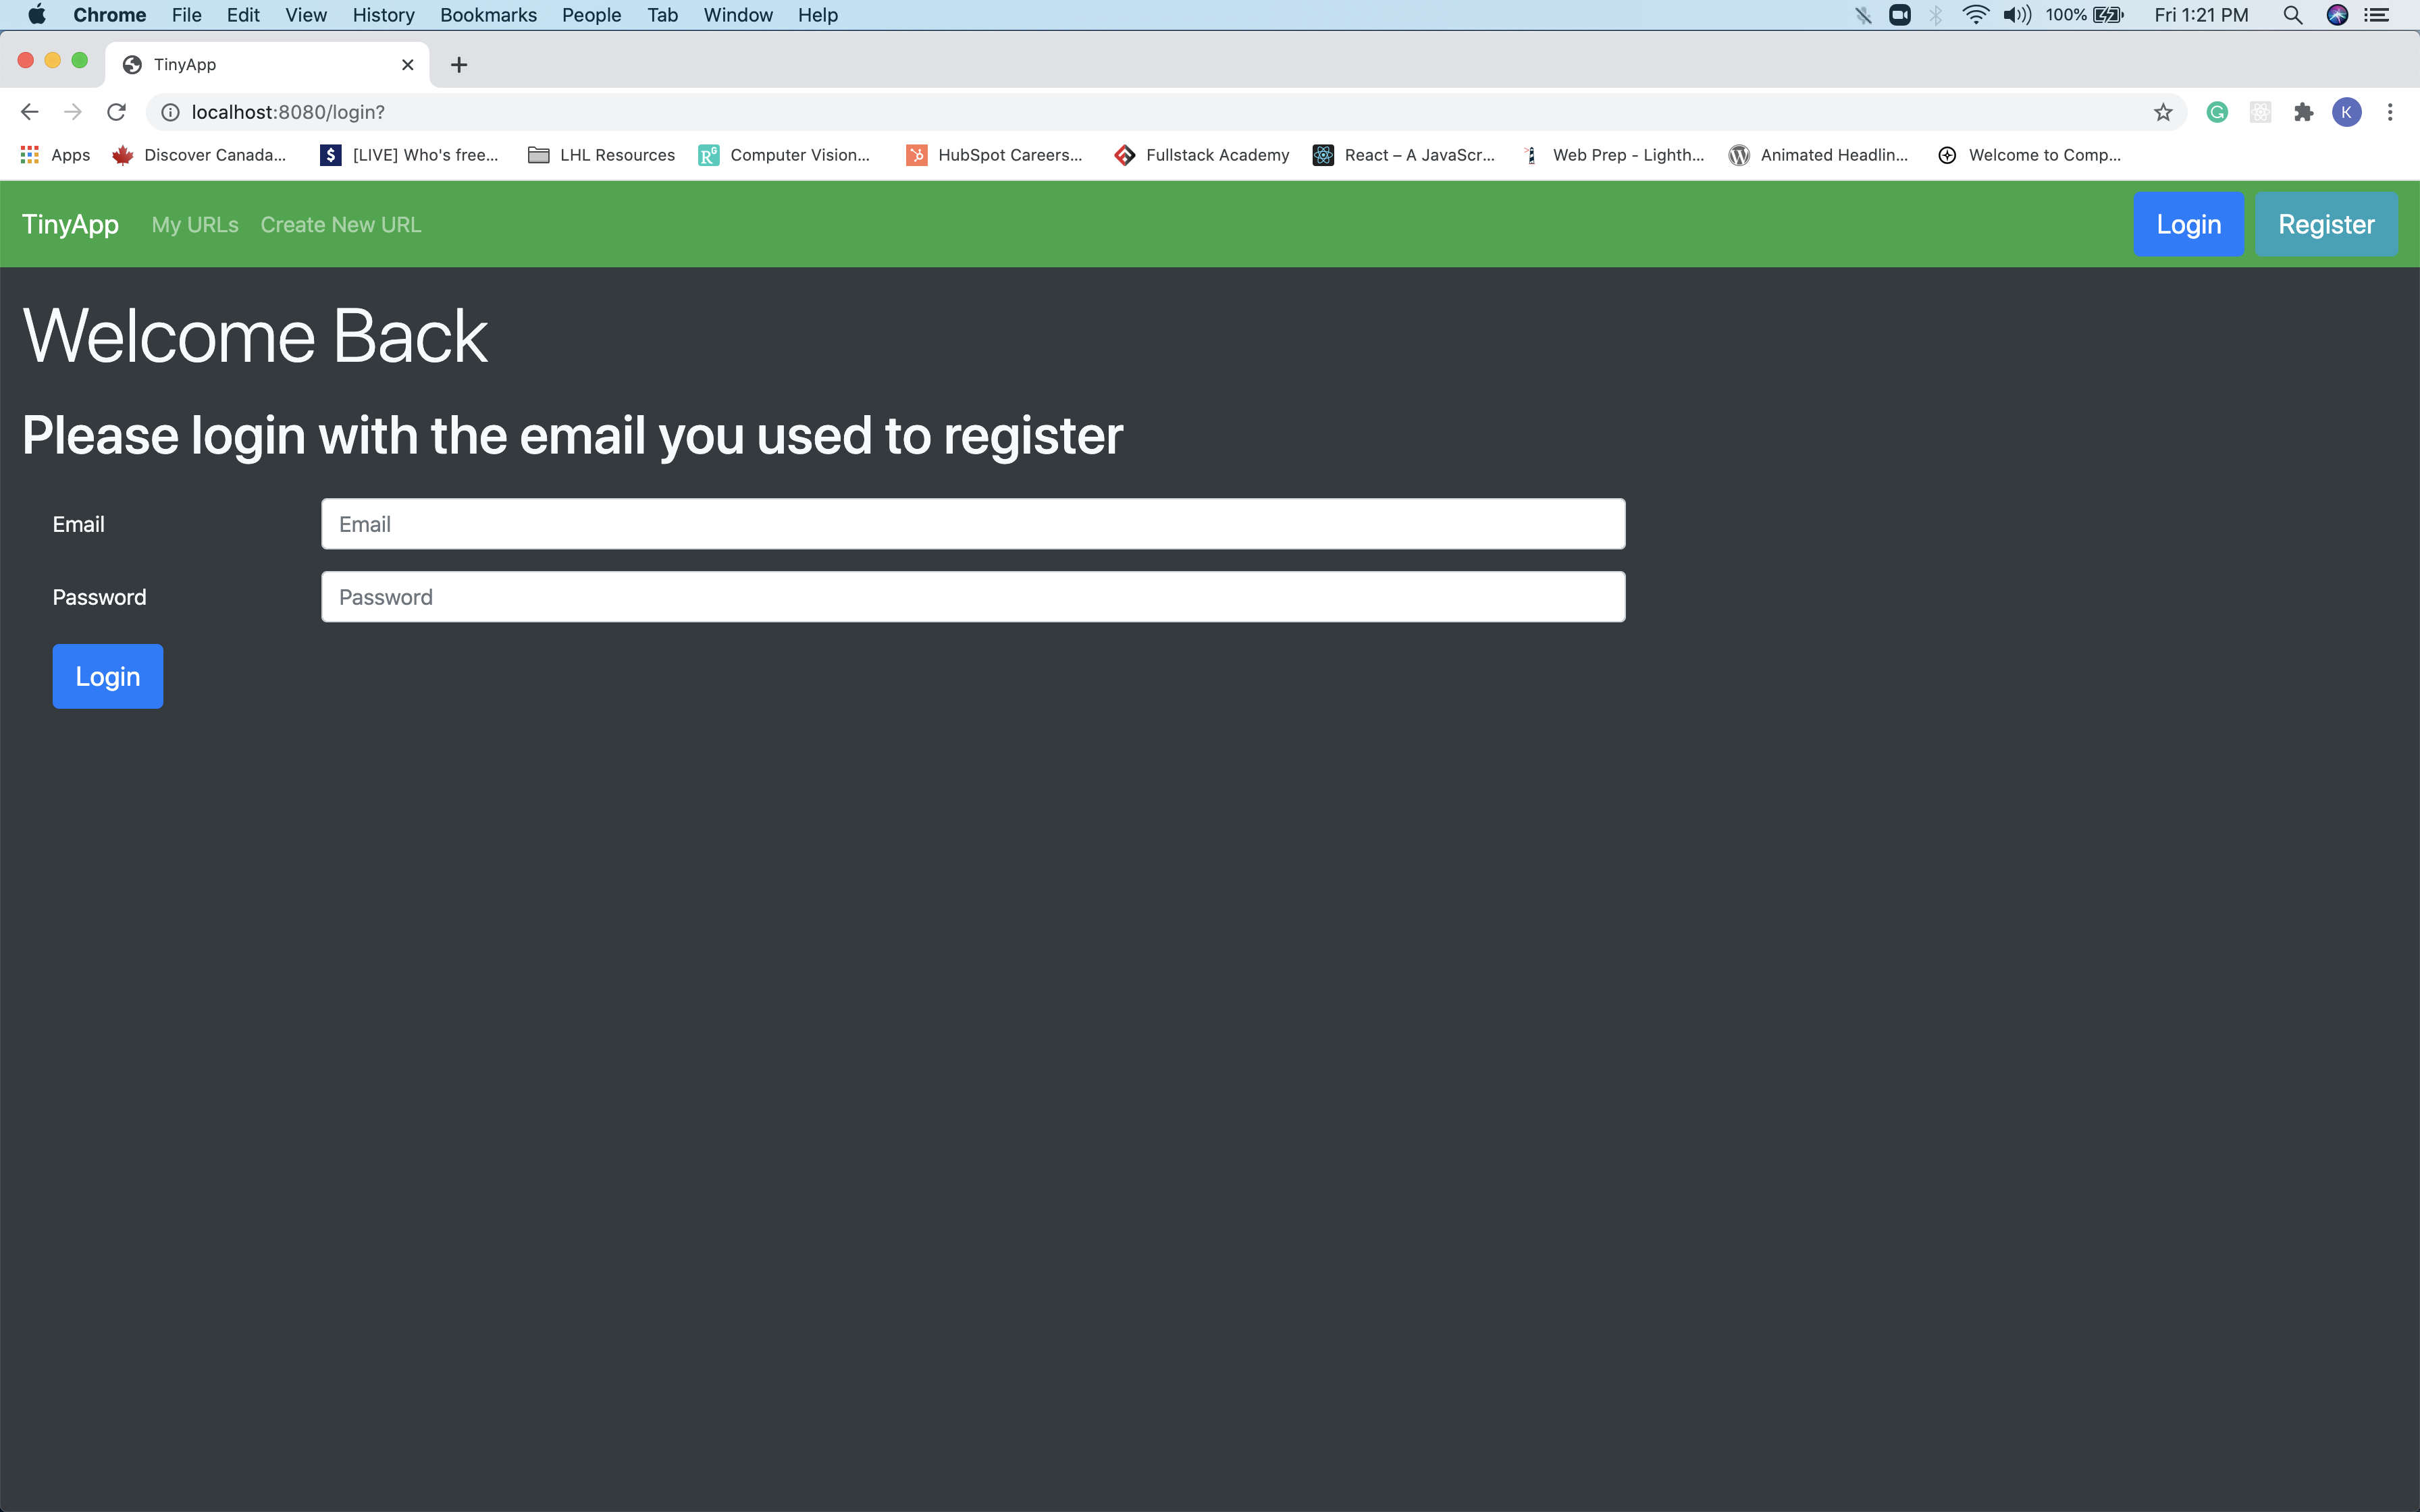 Chrome File Edit View History Bookmarks People Tab Window Help 100% Fri 1:21 PM
TinyApp
localhost:8080/login? K
Apps Discover Canada... $ [LIVE] Who's free... LHL Resources RG Computer Vision... HubSpot Careers... Fullstack Academy React – A JavaScr... Web Prep - Lighth... Animated Headlin... Welcome to Comp...
TinyApp My URLs Create New URL Login Register
Welcome Back
Please login with the email you used to register
Email Email
Password Password
Login